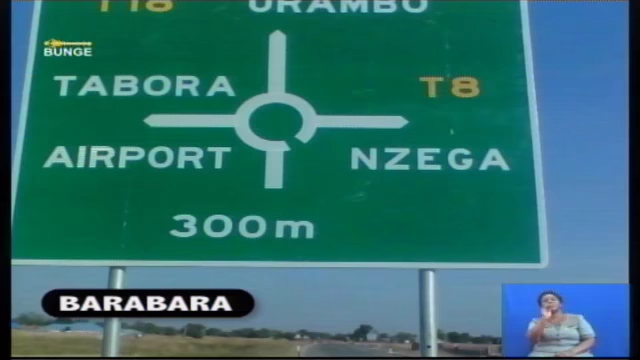 T18 URAMBO
BUNGE
TABORA T8
AIRPORT NZEGA
300m
BARABARA